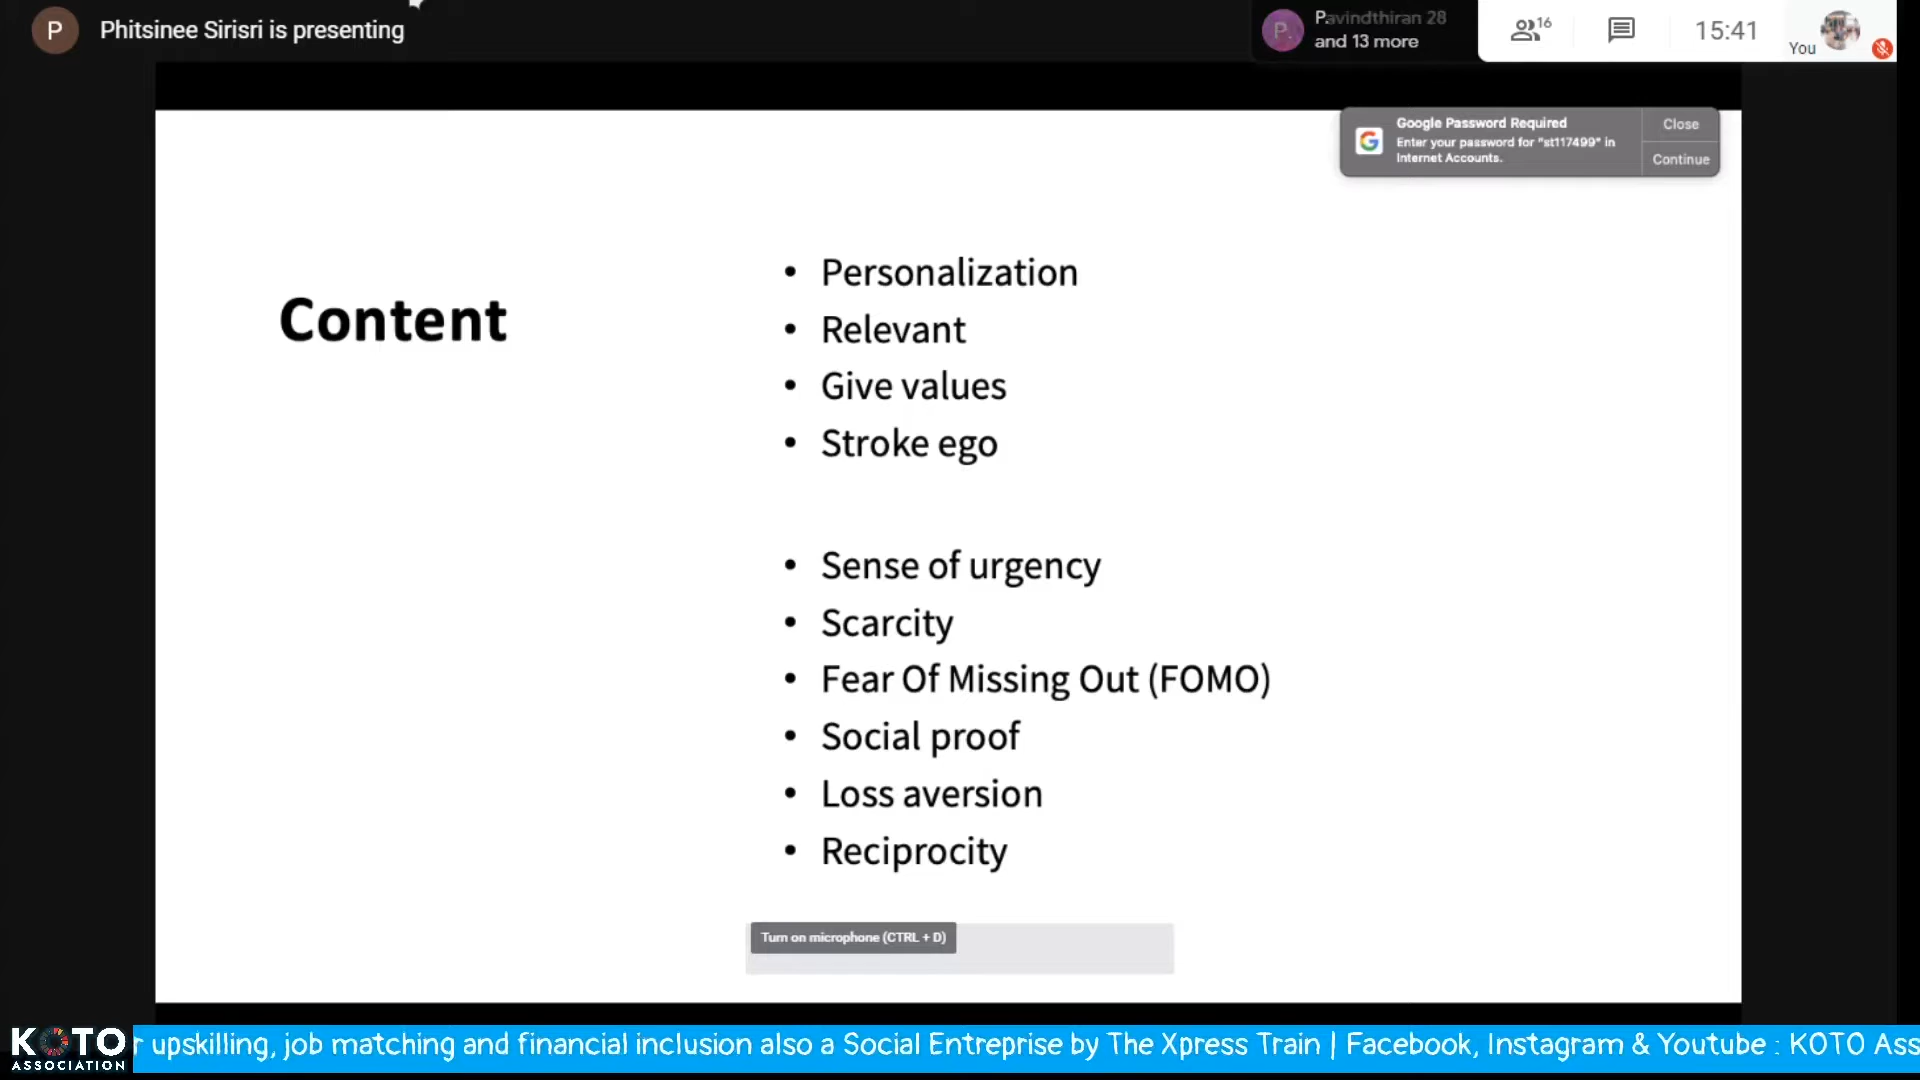 P
Phitsinee Sirisri is presenting
P.
P.avindthiran 28
and 13 more
16
15:41
You
Google Password Required
Enter your password for "st117499" in
Internet Accounts.
Close
Continue
Content
• Personalization
• Relevant
• Give values
• Stroke ego
• Sense of urgency
• Scarcity
• Fear Of Missing Out (FOMO)
• Social proof
• Loss aversion
• Reciprocity
Turn on microphone (CTRL + D)
KOTO
ASSOCIATION
r upskilling, job matching and financial inclusion also a Social Entreprise by The Xpress Train | Facebook, Instagram & Youtube : KOTO Ass